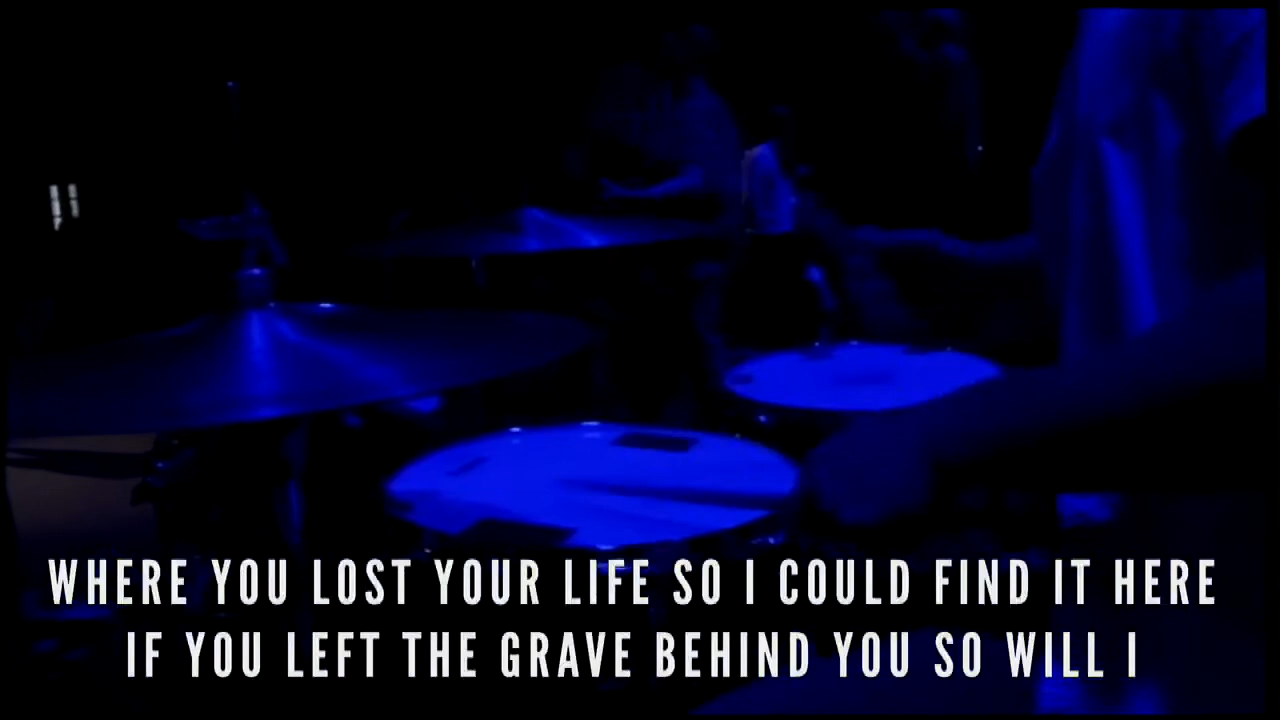 WHERE YOU LOST YOUR LIFE SO I COULD FIND IT HERE
IF YOU LEFT THE GRAVE BEHIND YOU SO WILL I